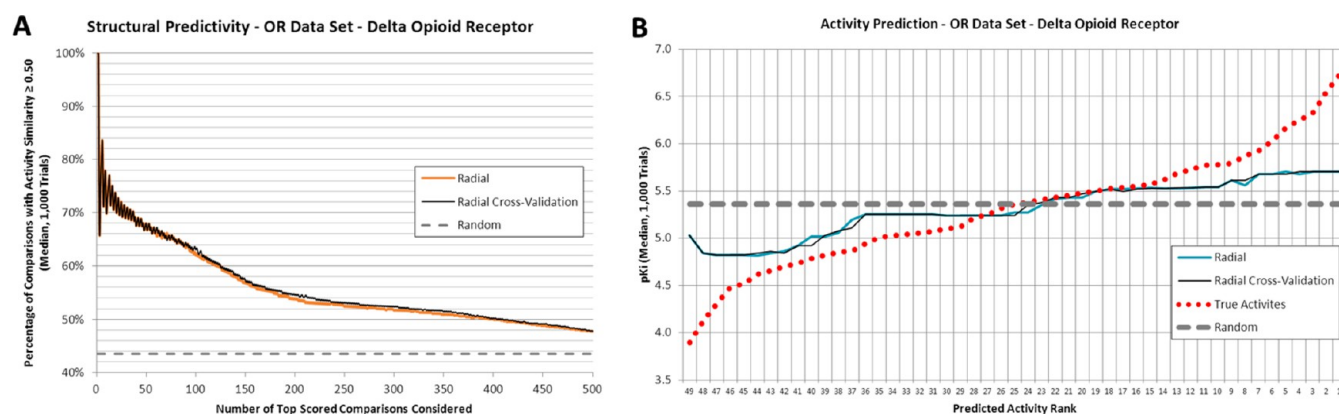 A
Structural Predictivity - OR Data Set - Delta Opioid Receptor
Percentage of Comparisons with Activity Similarity ≥ 0.50
(Median, 1,000 Trials)
100%
90%
80%
70%
60%
50%
40%
Radial
Radial Cross-Validation
Random
0 50 100 150 200 250 300 350 400 450 500
Number of Top Scored Comparisons Considered
B
Activity Prediction - OR Data Set - Delta Opioid Receptor
pKi (Median, 1,000 Trials)
7.0
6.5
6.0
5.5
5.0
4.5
4.0
3.5
Radial
Radial Cross-Validation
True Activites
Random
49 48 47 46 45 44 43 42 41 40 39 38 37 36 35 34 33 32 31 30 29 28 27 26 25 24 23 22 21 20 19 18 17 16 15 14 13 12 11 10 9 8 7 6 5 4 3 2 1
Predicted Activity Rank